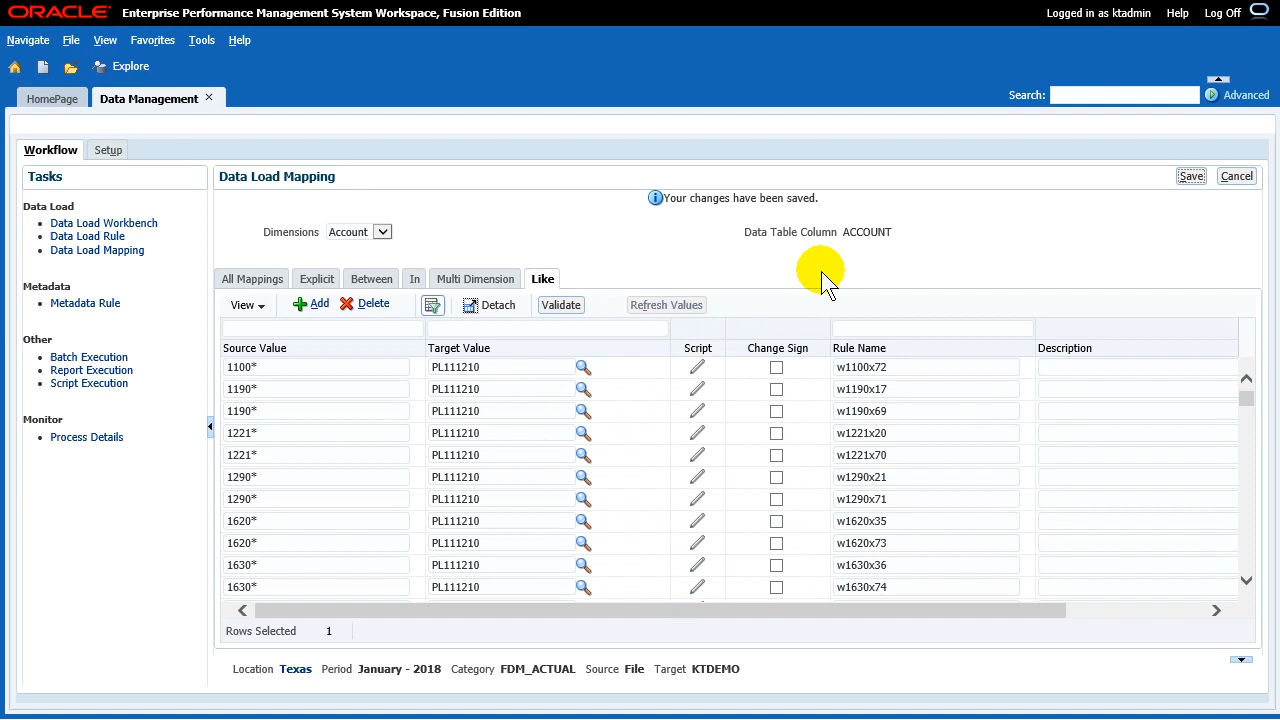 ORACLE Enterprise Performance Management System Workspace, Fusion Edition Logged in as ktadmin Help Log Off
Navigate File View Favorites Tools Help
Explore
HomePage Data Management Search: Advanced
Workflow Setup
Tasks
Data Load
Data Load Workbench
Data Load Rule
Data Load Mapping
Metadata
Metadata Rule
Other
Batch Execution
Report Execution
Script Execution
Monitor
Process Details
Data Load Mapping Save Cancel
Your changes have been saved.
Dimensions Account Data Table Column ACCOUNT
All Mappings Explicit Between In Multi Dimension Like
View Add Delete Detach Validate Refresh Values
Source Value Target Value Script Change Sign Rule Name Description
1100* PL111210 w1100x72
1190* PL111210 w1190x17
1190* PL111210 w1190x69
1221* PL111210 w1221x20
1221* PL111210 w1221x70
1290* PL111210 w1290x21
1290* PL111210 w1290x71
1620* PL111210 w1620x35
1620* PL111210 w1620x73
1630* PL111210 w1630x36
1630* PL111210 w1630x74
Rows Selected 1
Location Texas Period January - 2018 Category FDM_ACTUAL Source File Target KTDEMO